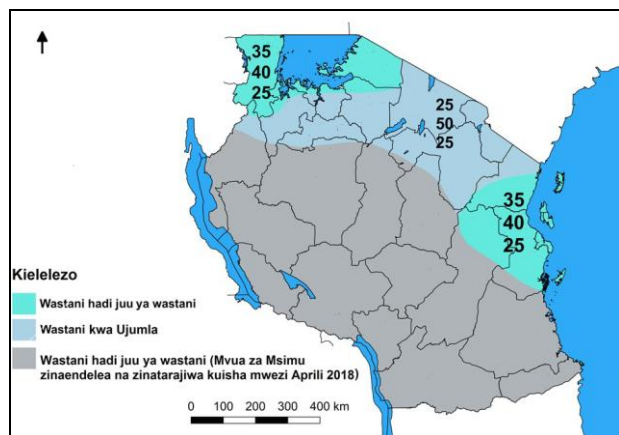 35
40
25
25
50
25
35
40
25
Kielelezo
Wastani hadi juu ya wastani
Wastani kwa Ujumla
Wastani hadi juu ya wastani (Mvua za Msimu
zinaendelea na zinatarajiwa kuisha mwezi Aprili 2018)
0 100 200 300 400 km